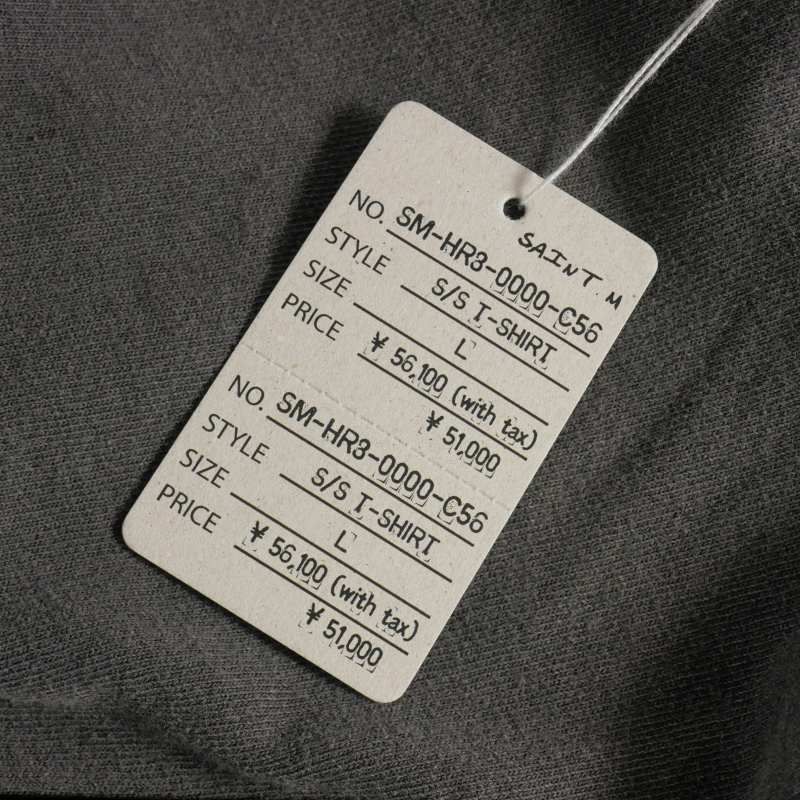 SAINT M
NO. SM-HR3-0000-C56
STYLE S/S T-SHIRT
SIZE L
PRICE ¥ 56,100 (with tax)
¥ 51,000
NO. SM-HR3-0000-C56
STYLE S/S T-SHIRT
SIZE L
PRICE ¥ 56,100 (with tax)
¥ 51,000